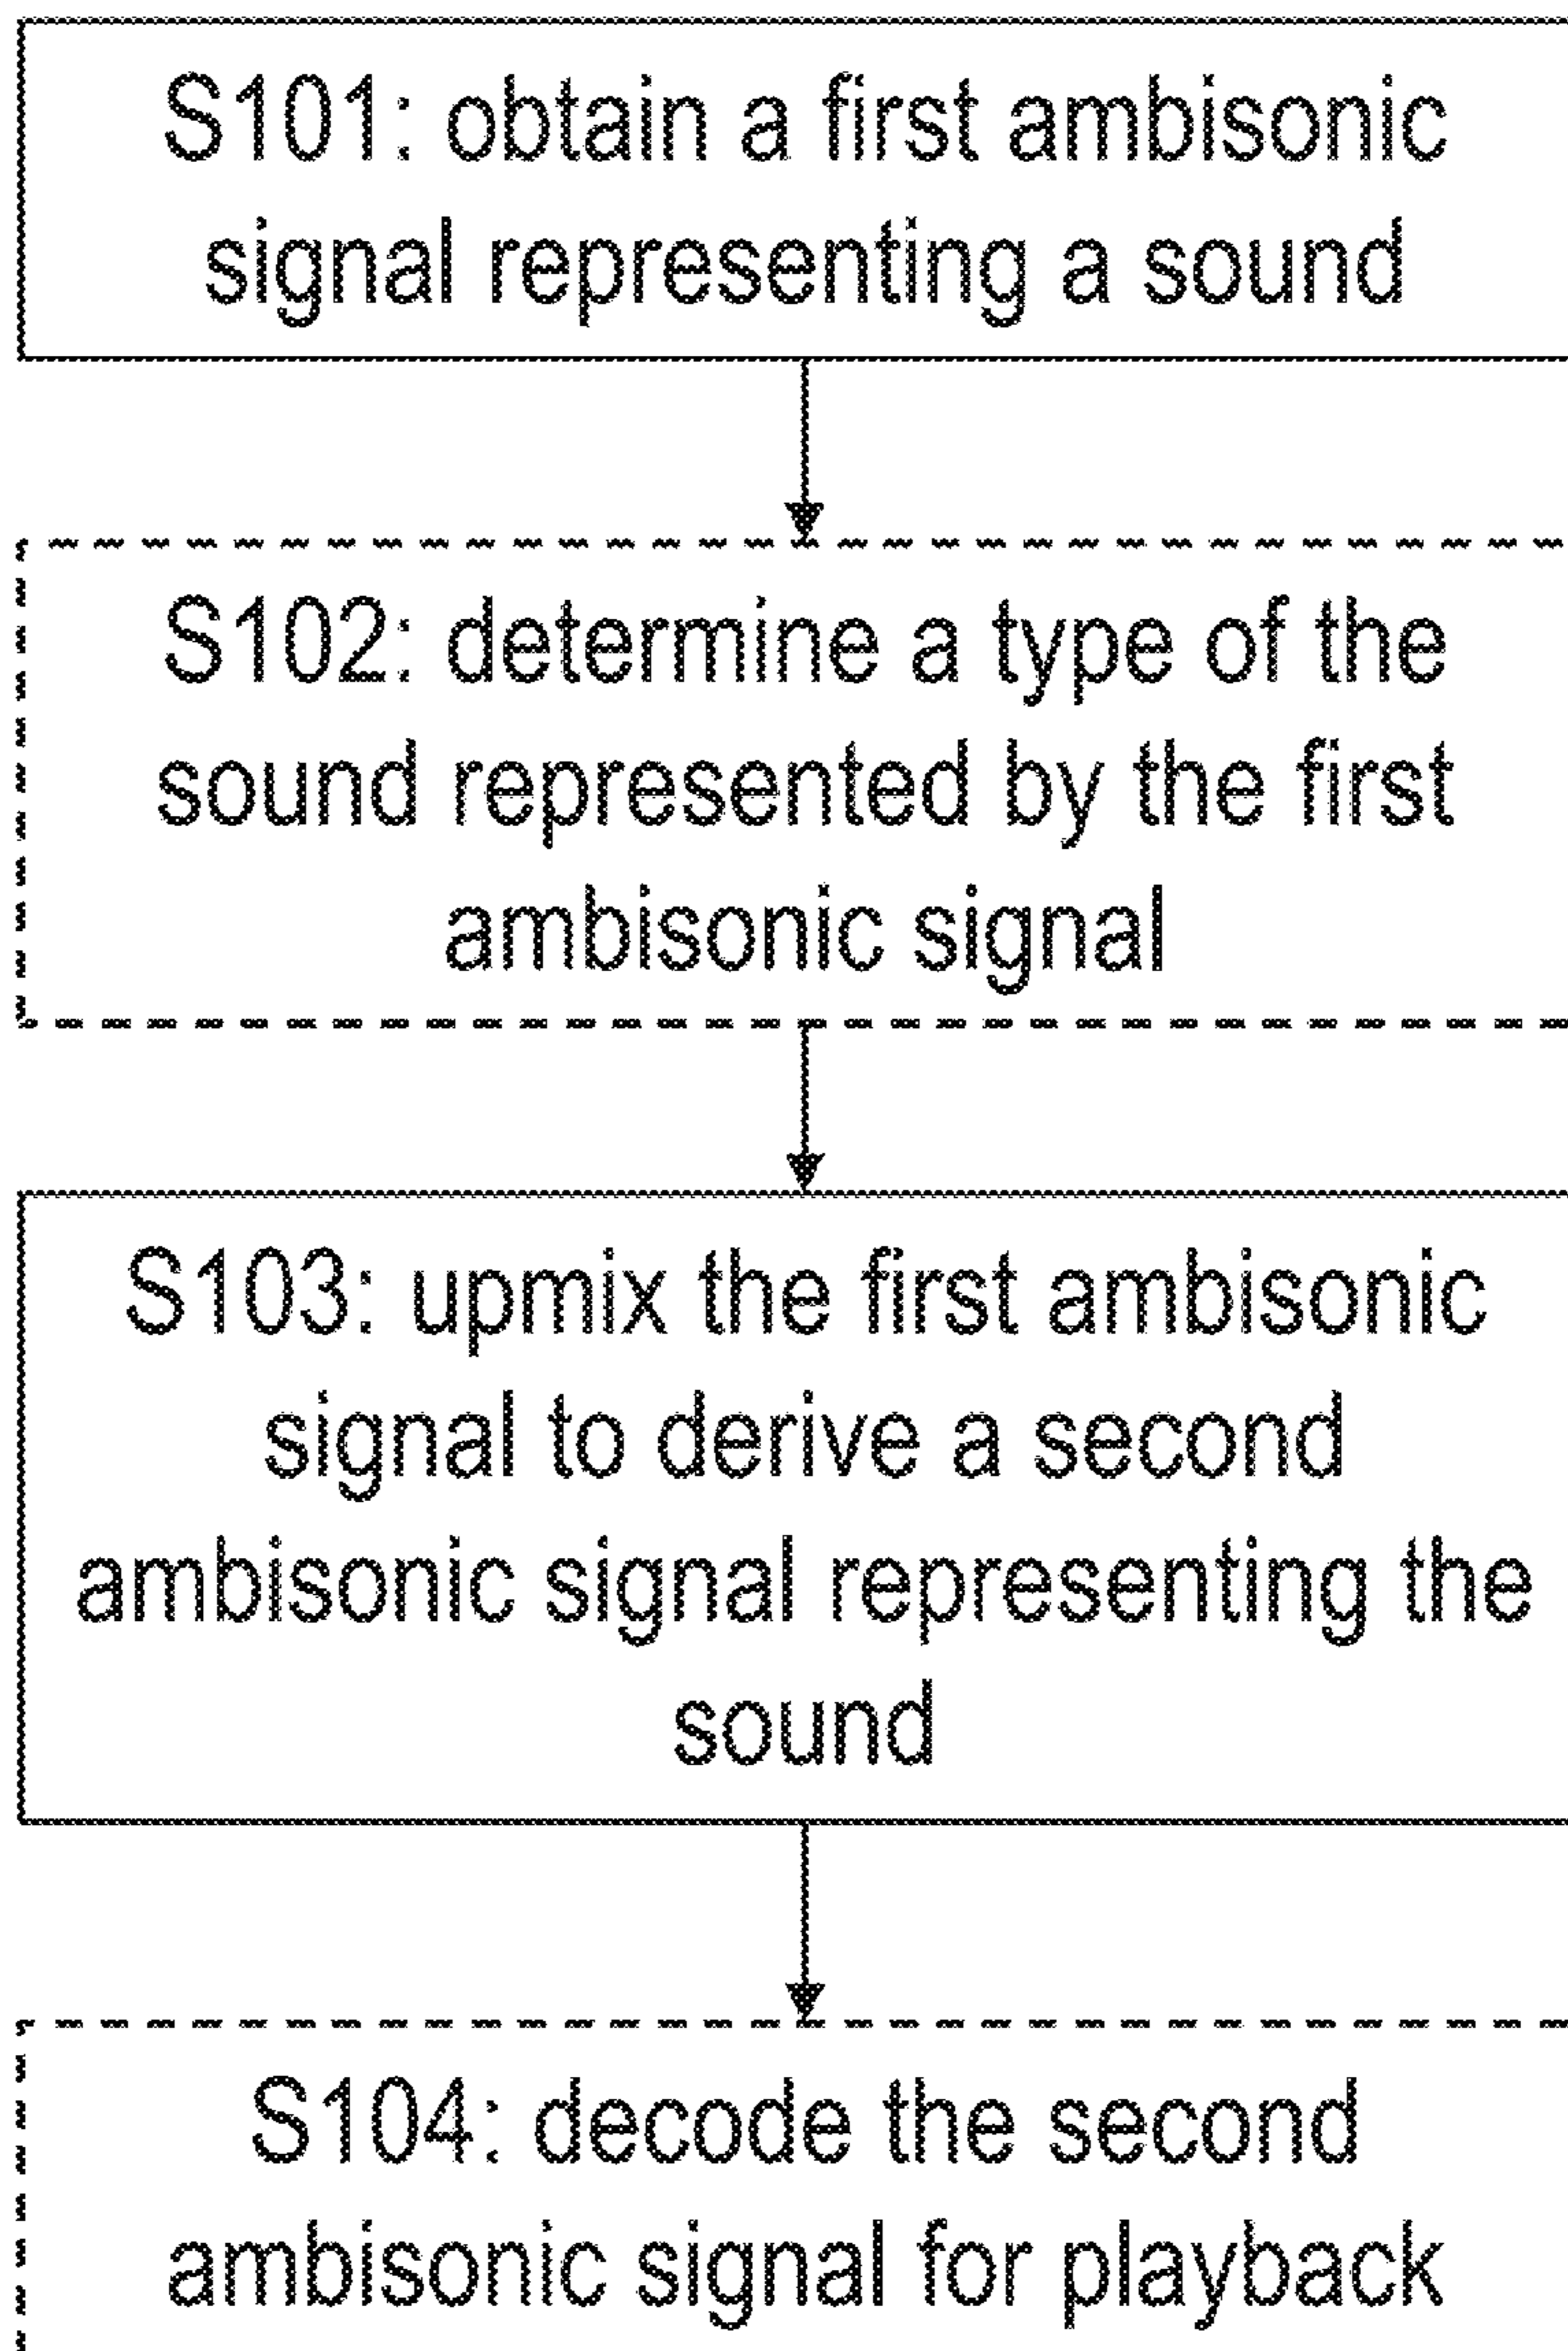 S101: obtain a first ambisonic
signal representing a sound
S102: determine a type of the
sound represented by the first
ambisonic signal
S103: upmix the first ambisonic
signal to derive a second
ambisonic signal representing the
sound
S104: decode the second
ambisonic signal for playback